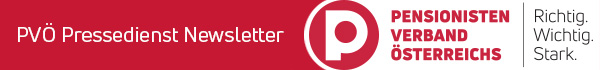 PVÖ Pressedienst Newsletter
PENSIONISTEN
VERBAND
ÖSTERREICHS
Richtig.
Wichtig.
Stark.